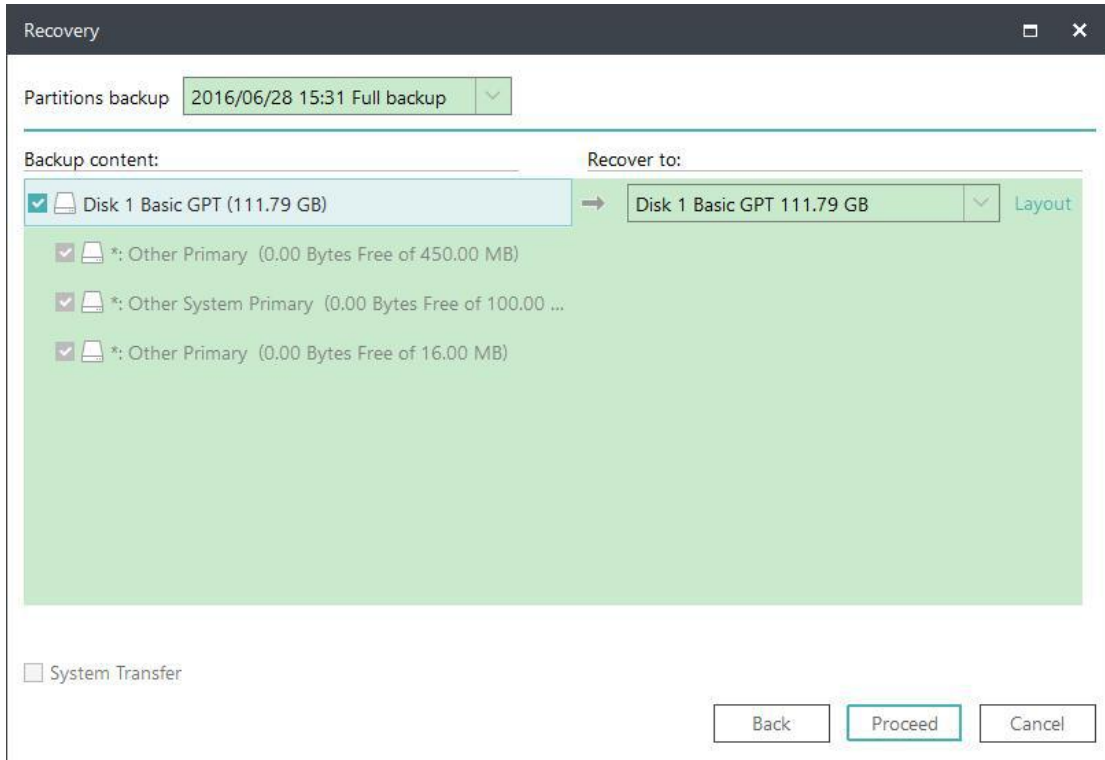 Recovery
Partitions backup 2016/06/28 15:31 Full backup
Backup content: Recover to:
Disk 1 Basic GPT (111.79 GB) Disk 1 Basic GPT 111.79 GB Layout
*: Other Primary (0.00 Bytes Free of 450.00 MB)
*: Other System Primary (0.00 Bytes Free of 100.00 ...
*: Other Primary (0.00 Bytes Free of 16.00 MB)
System Transfer
Back Proceed Cancel